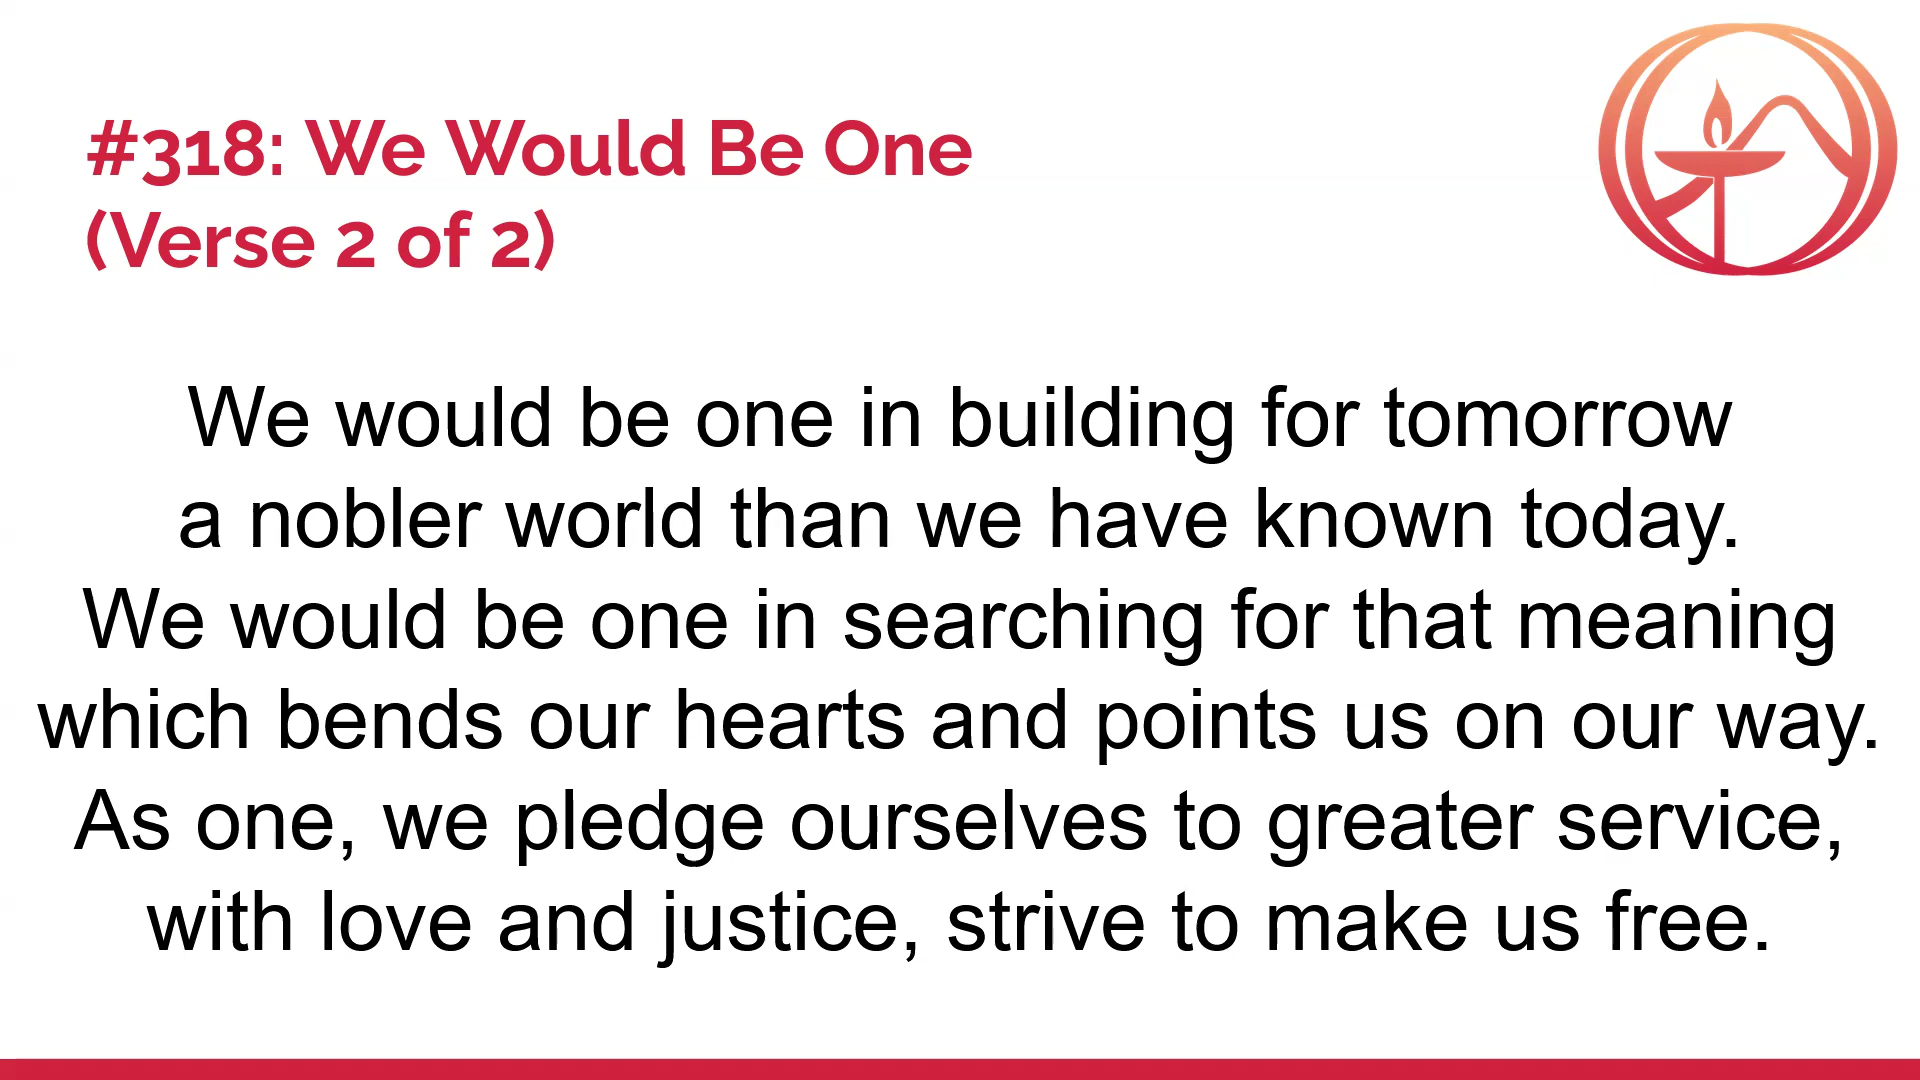 #318: We Would Be One
(Verse 2 of 2)
We would be one in building for tomorrow
a nobler world than we have known today.
We would be one in searching for that meaning
which bends our hearts and points us on our way.
As one, we pledge ourselves to greater service,
with love and justice, strive to make us free.